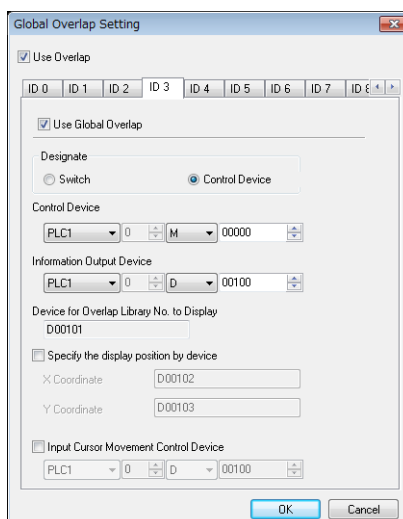 Global Overlap Setting
Use Overlap
ID 0 ID 1 ID 2 ID 3 ID 4 ID 5 ID 6 ID 7 ID 8
Use Global Overlap
Designate
Switch Control Device
Control Device
PLC1 0 M 00000
Information Output Device
PLC1 0 D 00100
Device for Overlap Library No. to Display
D00101
Specify the display position by device
X Coordinate D00102
Y Coordinate D00103
Input Cursor Movement Control Device
PLC1 0 D 00100
OK Cancel